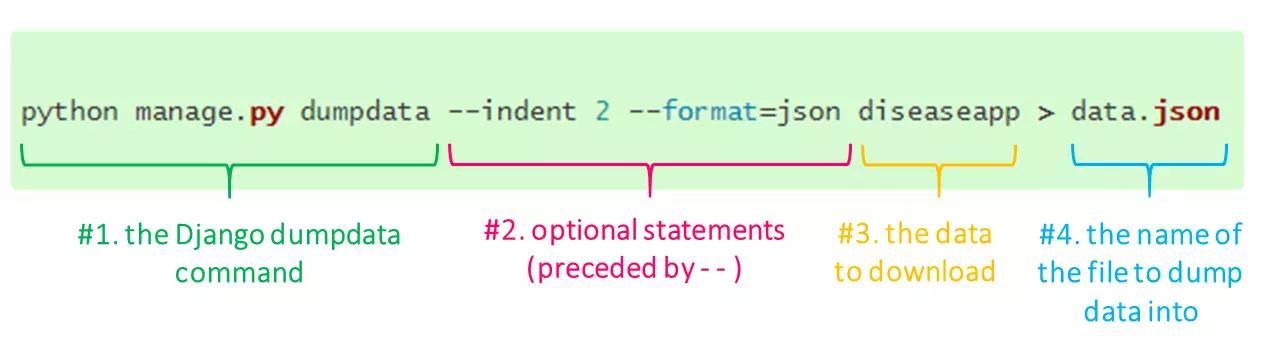 python manage.py dumpdata --indent 2 --format=json diseaseapp > data.json
#1. the Django dumpdata
command
#2. optional statements
(preceded by - - )
#3. the data
to download
#4. the name of
the file to dump
data into